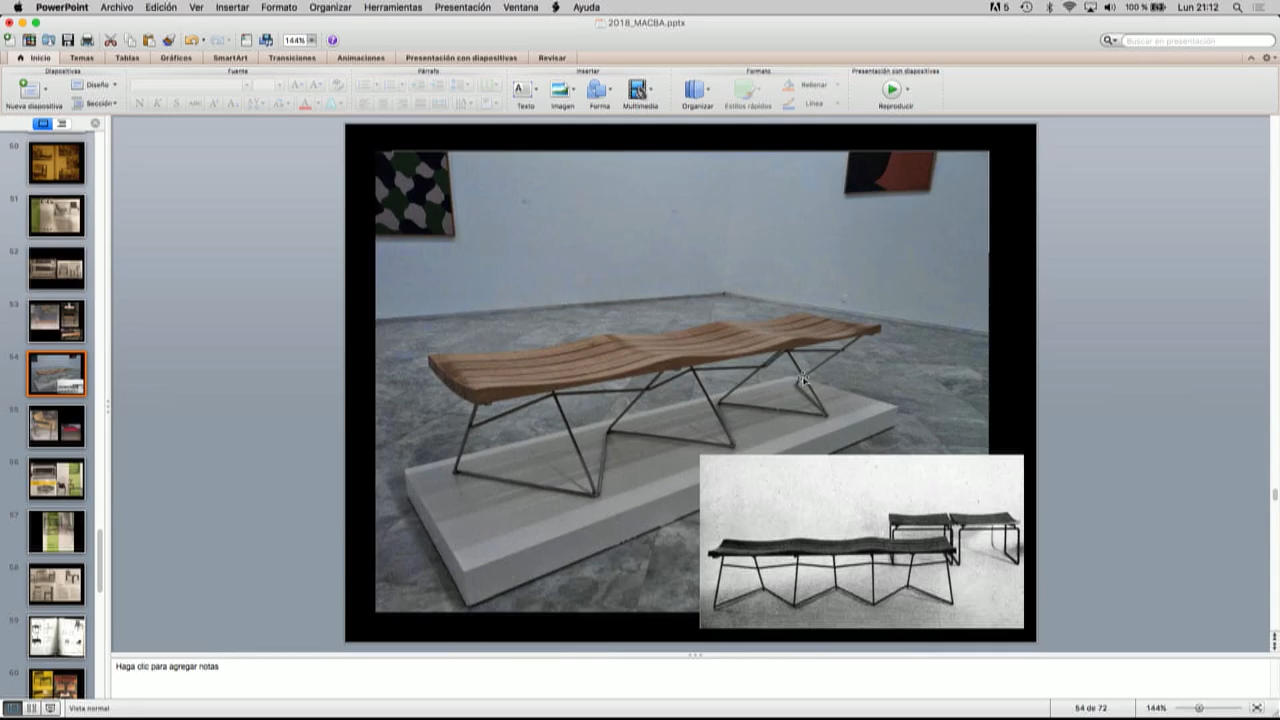 PowerPoint Archivo Edición Ver Insertar Formato Organizar Herramientas Presentación Ventana Ayuda 5 100 % Lun 21:12
2018_MACBA.pptx
144% Buscar en presentación
Inicio Temas Tablas Gráficos SmartArt Transiciones Animaciones Presentación con diapositivas Revisar
Diapositivas Fuente Párrafo Insertar Formato Presentación con diapositivas
Diseño Rellenar
Nueva diapositiva Sección Texto Imagen Forma Multimedia Organizar Estilos rápidos Línea Reproducir
50
51
52
53
54
55
56
57
58
59
60
Haga clic para agregar notas
Vista normal 54 de 72 144%